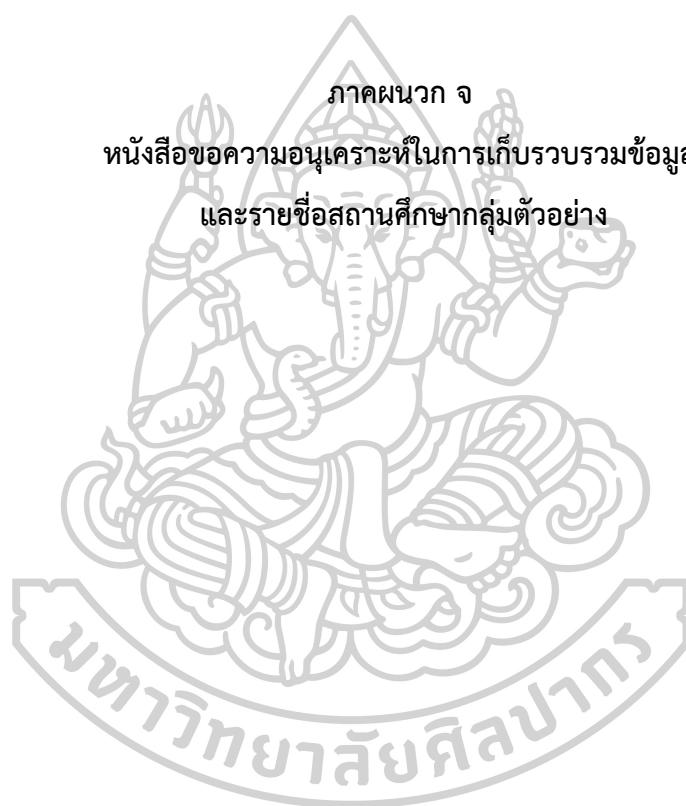 ภาคผนวก จ
หนังสือขอความอนุเคราะห์ในการเก็บรวบรวมข้อมูล
และรายชื่อสถานศึกษากลุ่มตัวอย่าง
มหาวิทยาลัยศิลปากร